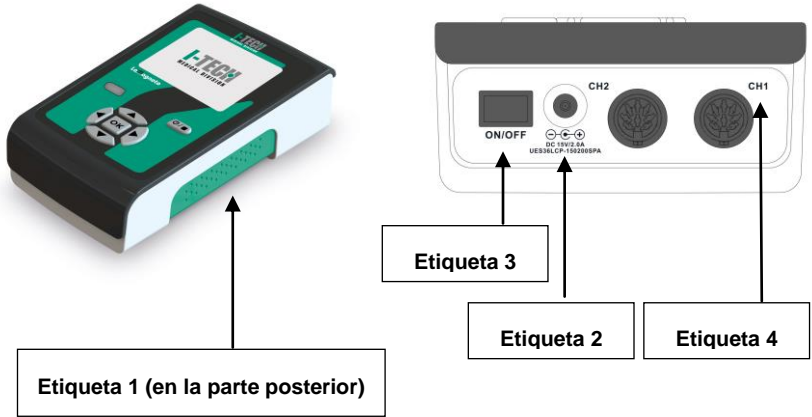 I-TECH
I-TECH
MEDICAL DIVISION
OK
CH2
CH1
ON/OFF
DC 15V/2.0A
UES36LCP-150200SPA
Etiqueta 3
Etiqueta 2
Etiqueta 4
Etiqueta 1 (en la parte posterior)